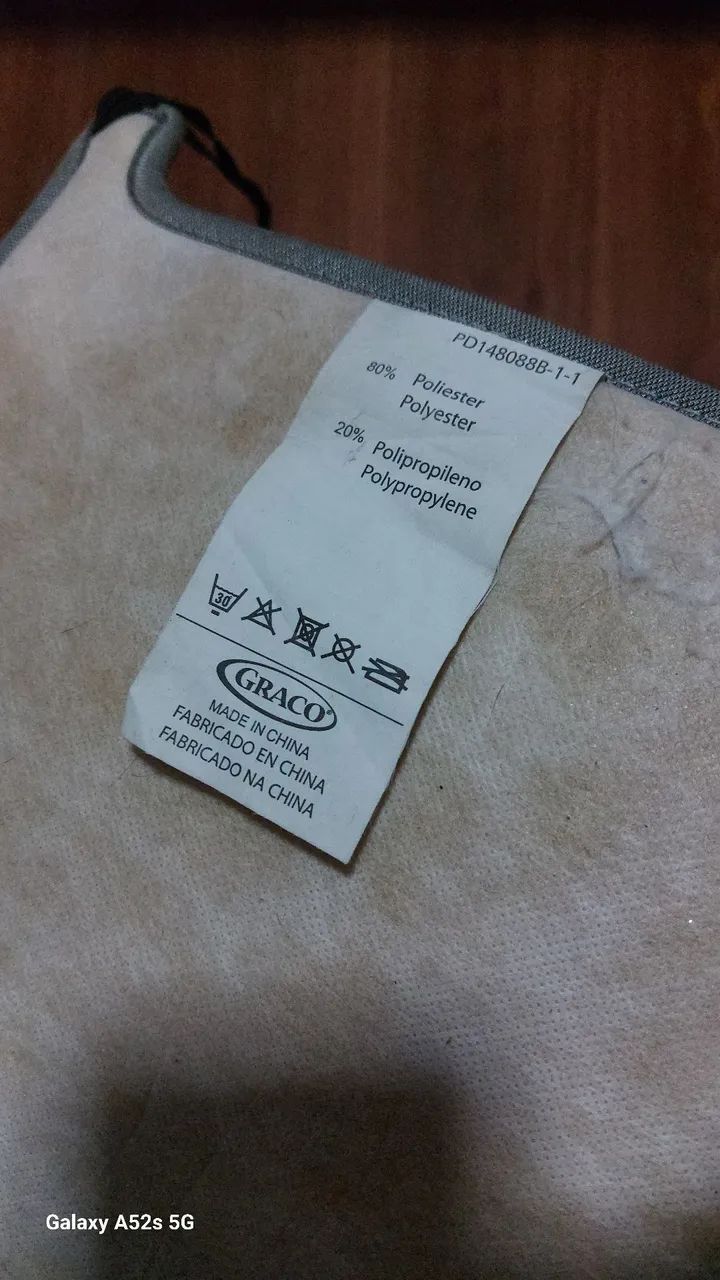 PD148088B-1-1
80% Poliester
Polyester
20% Polipropileno
Polypropylene
30
GRACO®
MADE IN CHINA
FABRICADO EN CHINA
FABRICADO NA CHINA
Galaxy A52s 5G